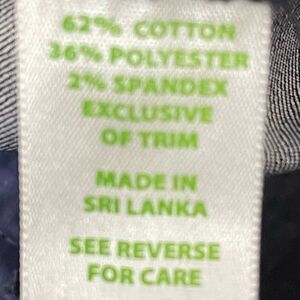 62% COTTON
36% POLYESTER
2% SPANDEX
EXCLUSIVE
OF TRIM
MADE IN
SRI LANKA
SEE REVERSE
FOR CARE